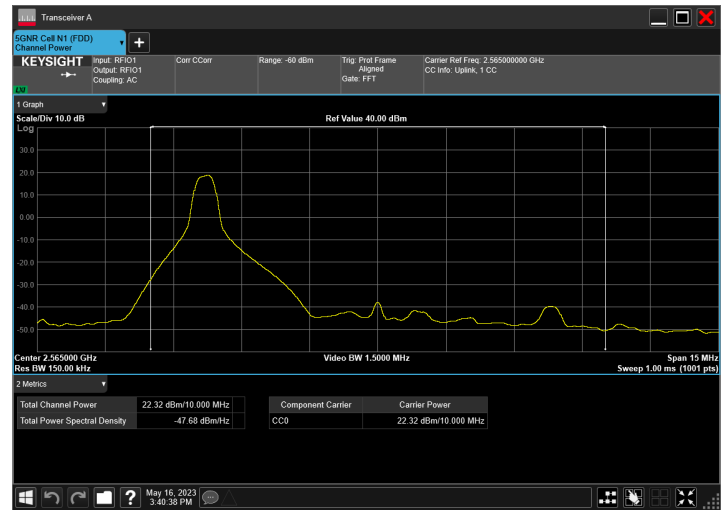 Transceiver A
5GNR Cell N1 (FDD)
Channel Power
KEYSIGHT
LXI
Input: RFIO1
Output: RFIO1
Coupling: AC
Corr CCorr
Range: -60 dBm
Trig: Prot Frame
Aligned
Gate: FFT
Carrier Ref Freq: 2.565000000 GHz
CC Info: Uplink, 1 CC
1 Graph
Scale/Div 10.0 dB
Ref Value 40.00 dBm
Log
30.0
20.0
10.0
0.00
-10.0
-20.0
-30.0
-40.0
-50.0
Center 2.565000 GHz
Video BW 1.5000 MHz
Span 15 MHz
Res BW 150.00 kHz
Sweep 1.00 ms (1001 pts)
2 Metrics
Total Channel Power 22.32 dBm/10.000 MHz
Total Power Spectral Density -47.68 dBm/Hz
Component Carrier Carrier Power
CC0 22.32 dBm/10.000 MHz
?
May 16, 2023
3:40:38 PM